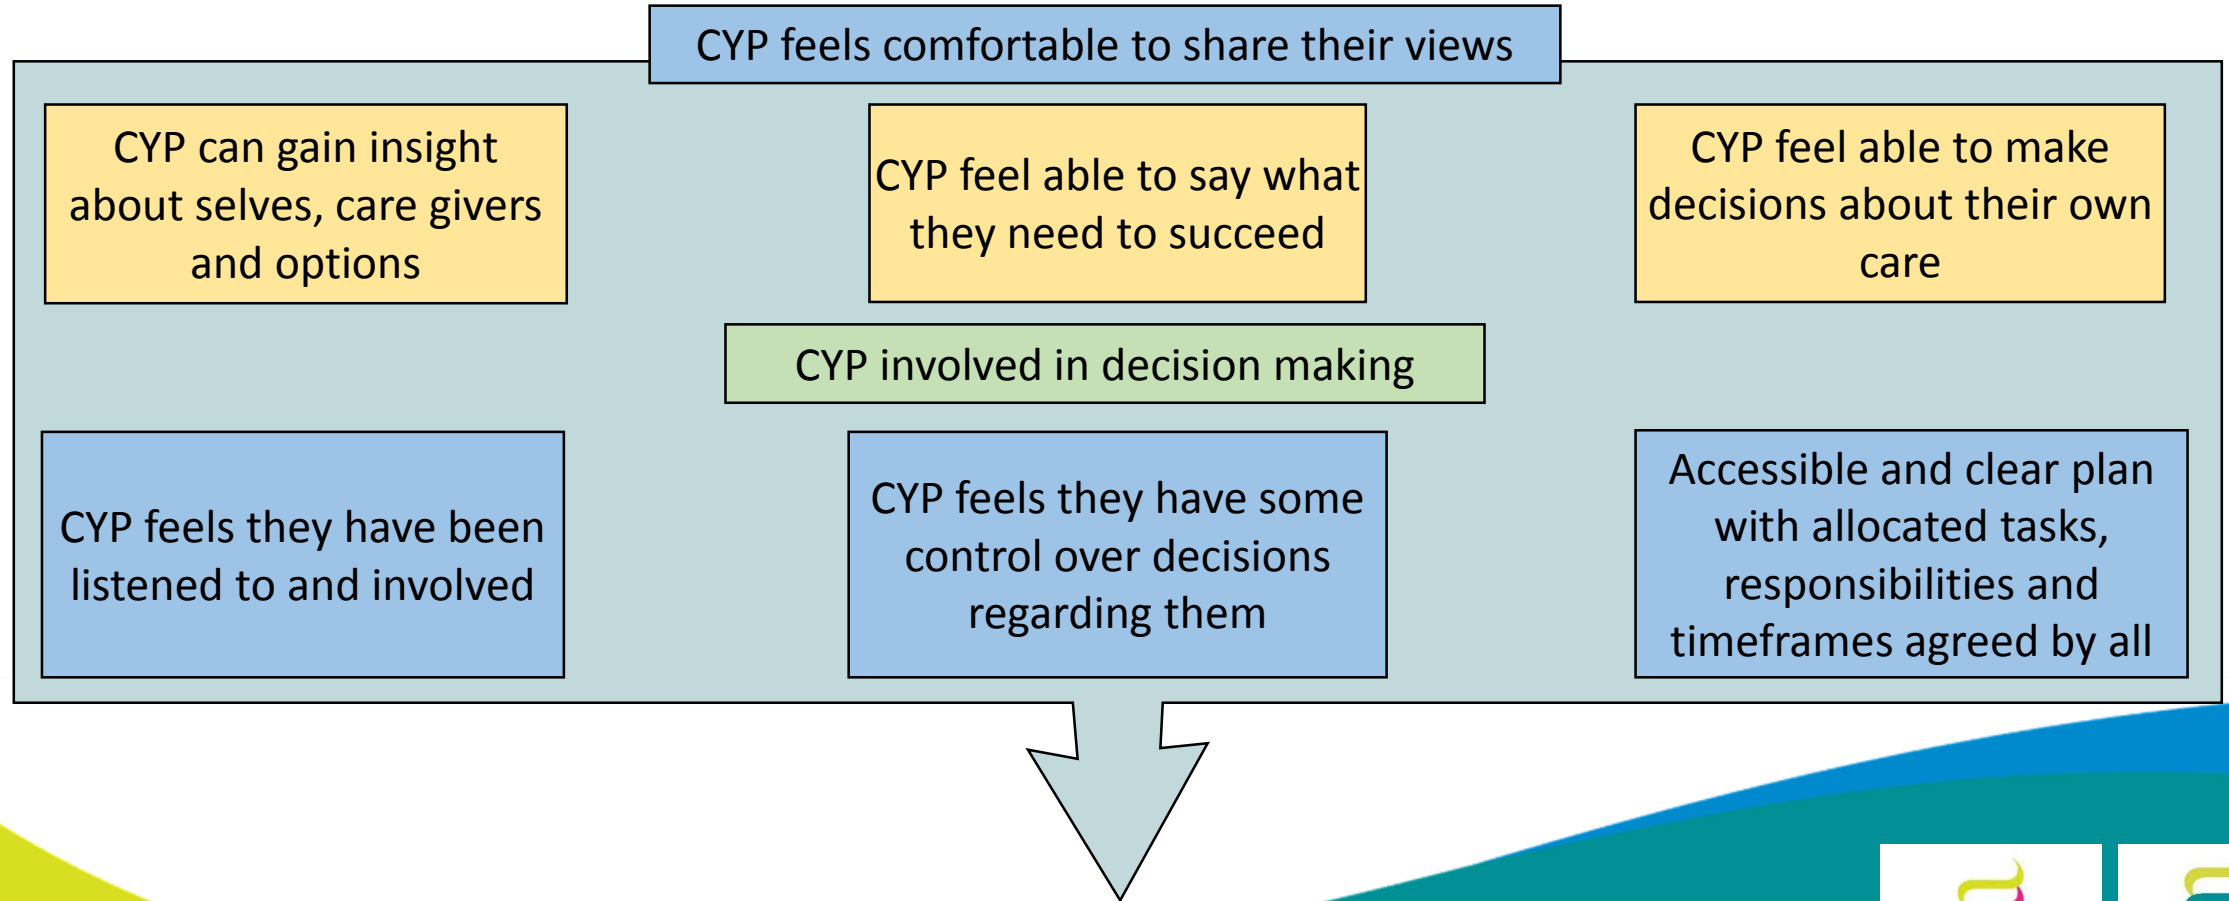 CYP feels comfortable to share their views
CYP can gain insight
about selves, care givers
and options
CYP feel able to say what
they need to succeed
CYP feel able to make
decisions about their own
care
CYP involved in decision making
CYP feels they have been
listened to and involved
CYP feels they have some
control over decisions
regarding them
Accessible and clear plan
with allocated tasks,
responsibilities and
timeframes agreed by all